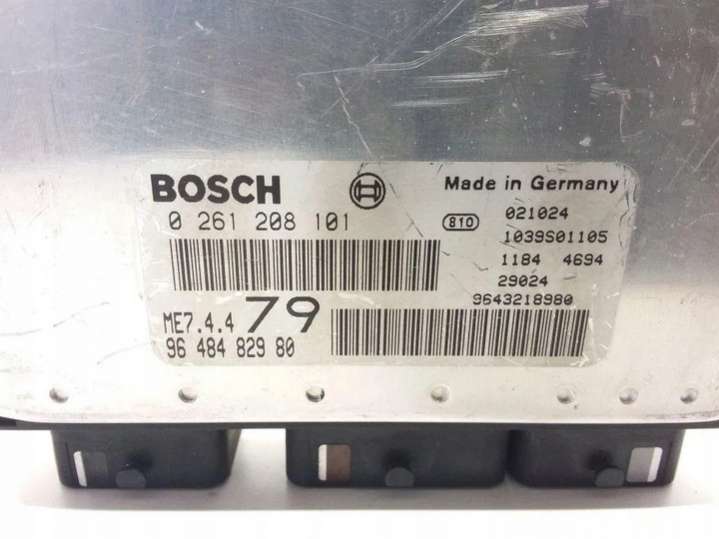 BOSCH
Made in Germany
0 261 208 101
810
021024
1039S01105
1184 4694
29024
9643218980
ME7.4.4 79
96 484 829 80